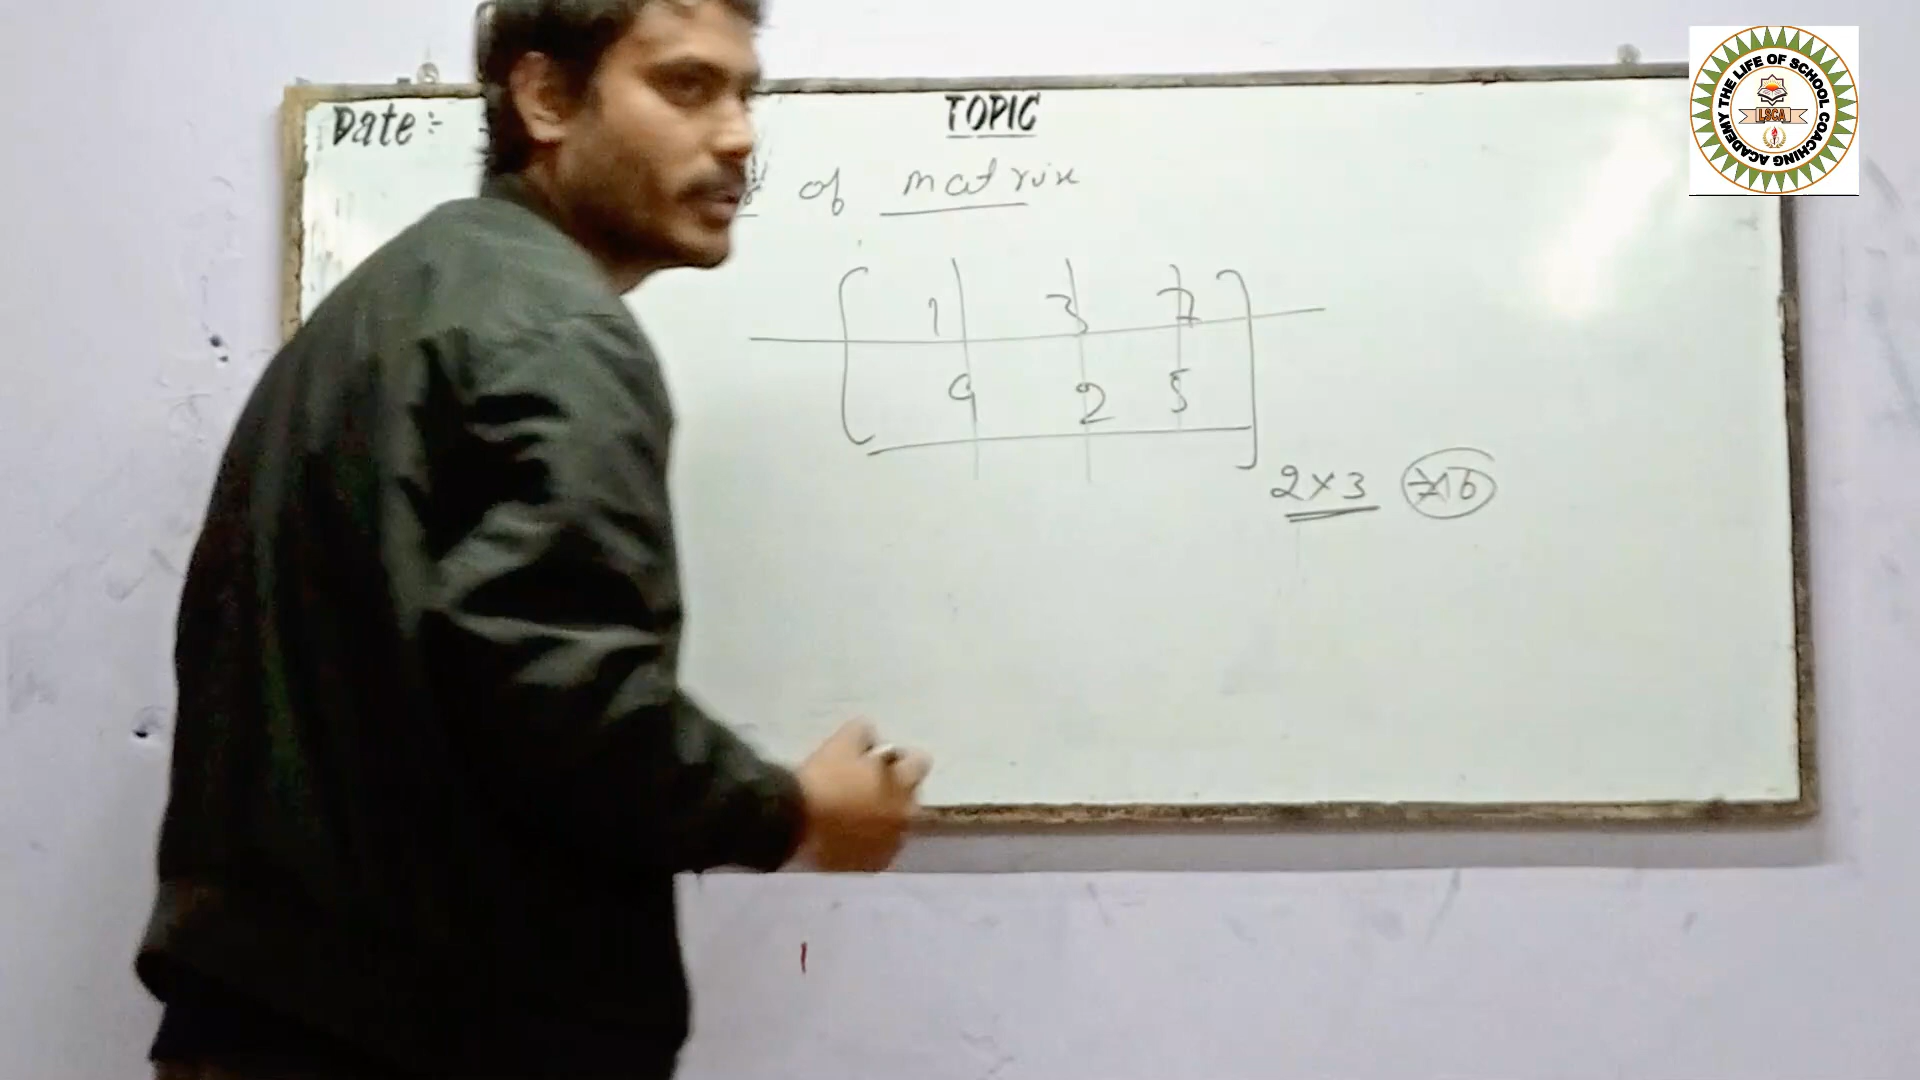 THE LIFE OF SCHOOL COACHING ACADEMY
LSCA
Date :- TOPIC
of matrix
1 3 7
9 2 5
2 × 3